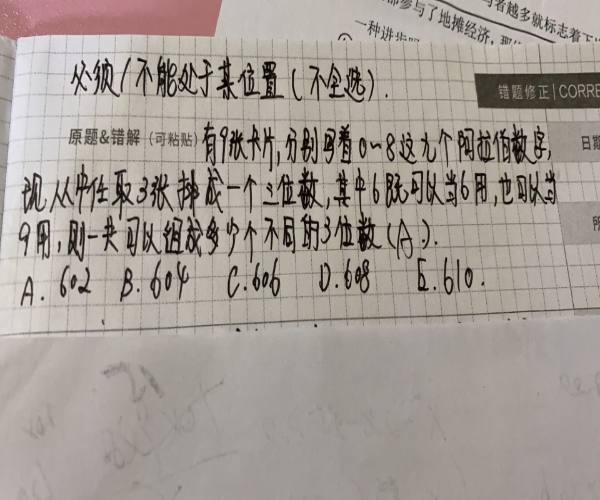 都参与了地摊经济,那
者越多就标志着
一种进步
必须/不能处于某位置(不全选).
错题修正 | CORRE
原题&错解(可粘贴) 有9张卡片,分别写着0~8这九个阿拉伯数字,
日期
现从中任取3张排成一个三位数,其中6既可以当6用,也可以当
9用,则一共可以组成多少个不同的3位数(A).
所
A. 602 B. 604 C. 606 D. 608 E. 610.